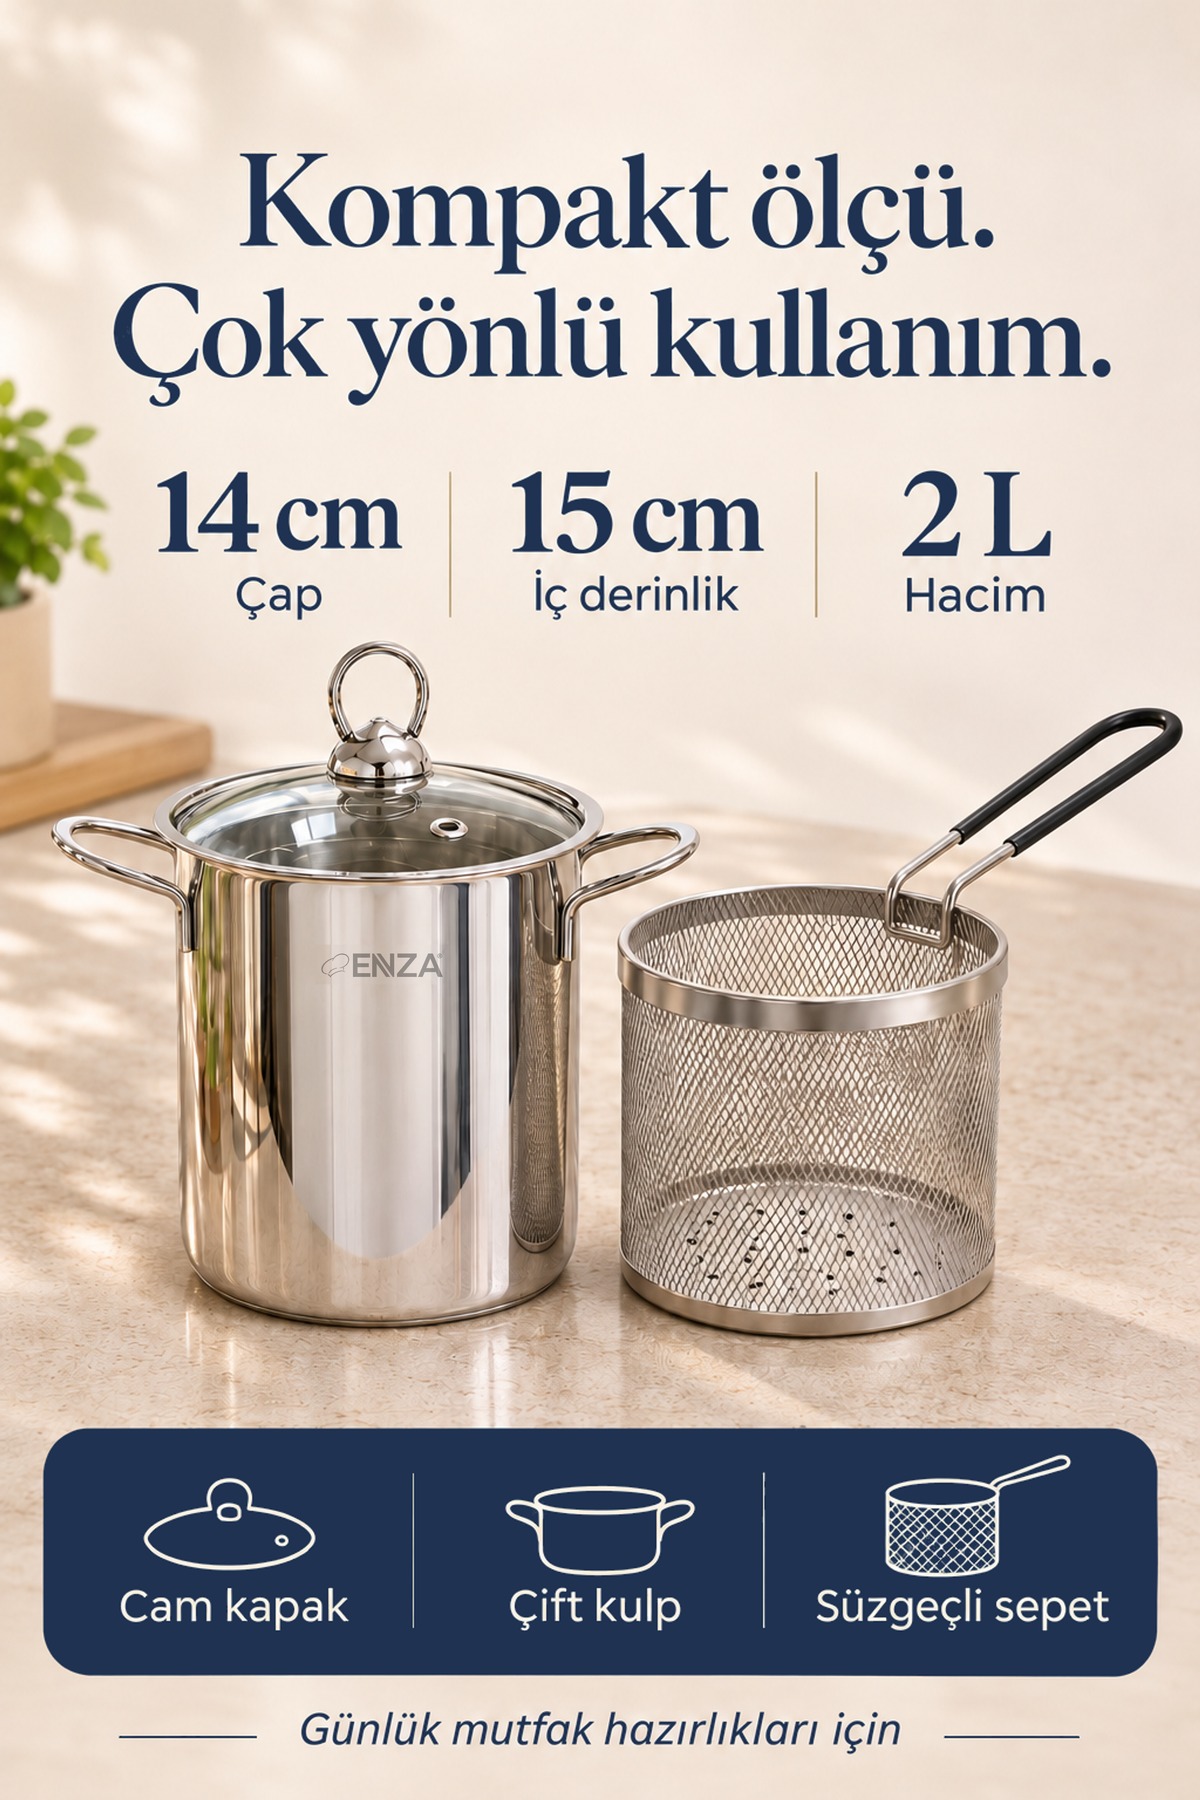 Kompakt ölçü.
Çok yönlü kullanım.
14 cm
Çap
15 cm
İç derinlik
2 L
Hacim
ENZA
Cam kapak
Çift kulp
Süzgeçli sepet
Günlük mutfak hazırlıkları için